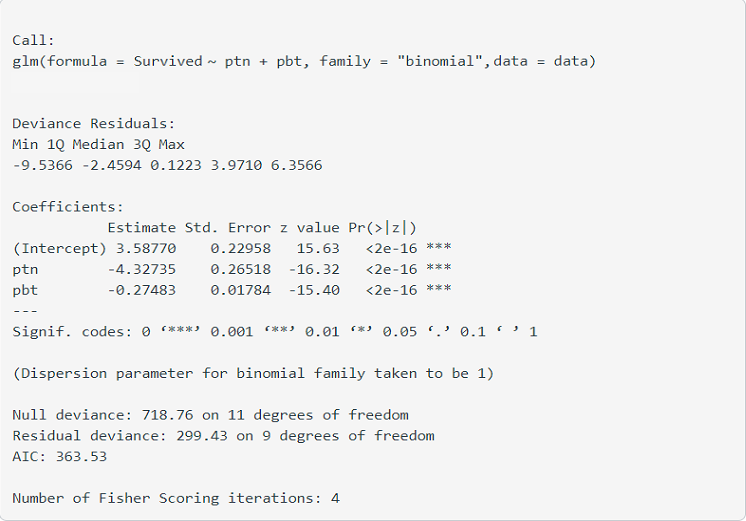 Call:
glm(formula = Survived ~ ptn + pbt, family = "binomial", data = data)
Deviance Residuals:
Min 1Q Median 3Q Max
-9.5366 -2.4594 0.1223 3.9710 6.3566
Coefficients:
Estimate Std. Error z value Pr(>|z|)
(Intercept) 3.58770 0.22958 15.63 <2e-16 ***
ptn -4.32735 0.26518 -16.32 <2e-16 ***
pbt -0.27483 0.01784 -15.40 <2e-16 ***
---
Signif. codes: 0 ‘***’ 0.001 ‘**’ 0.01 ‘*’ 0.05 ‘.’ 0.1 ‘ ’ 1
(Dispersion parameter for binomial family taken to be 1)
Null deviance: 718.76 on 11 degrees of freedom
Residual deviance: 299.43 on 9 degrees of freedom
AIC: 363.53
Number of Fisher Scoring iterations: 4